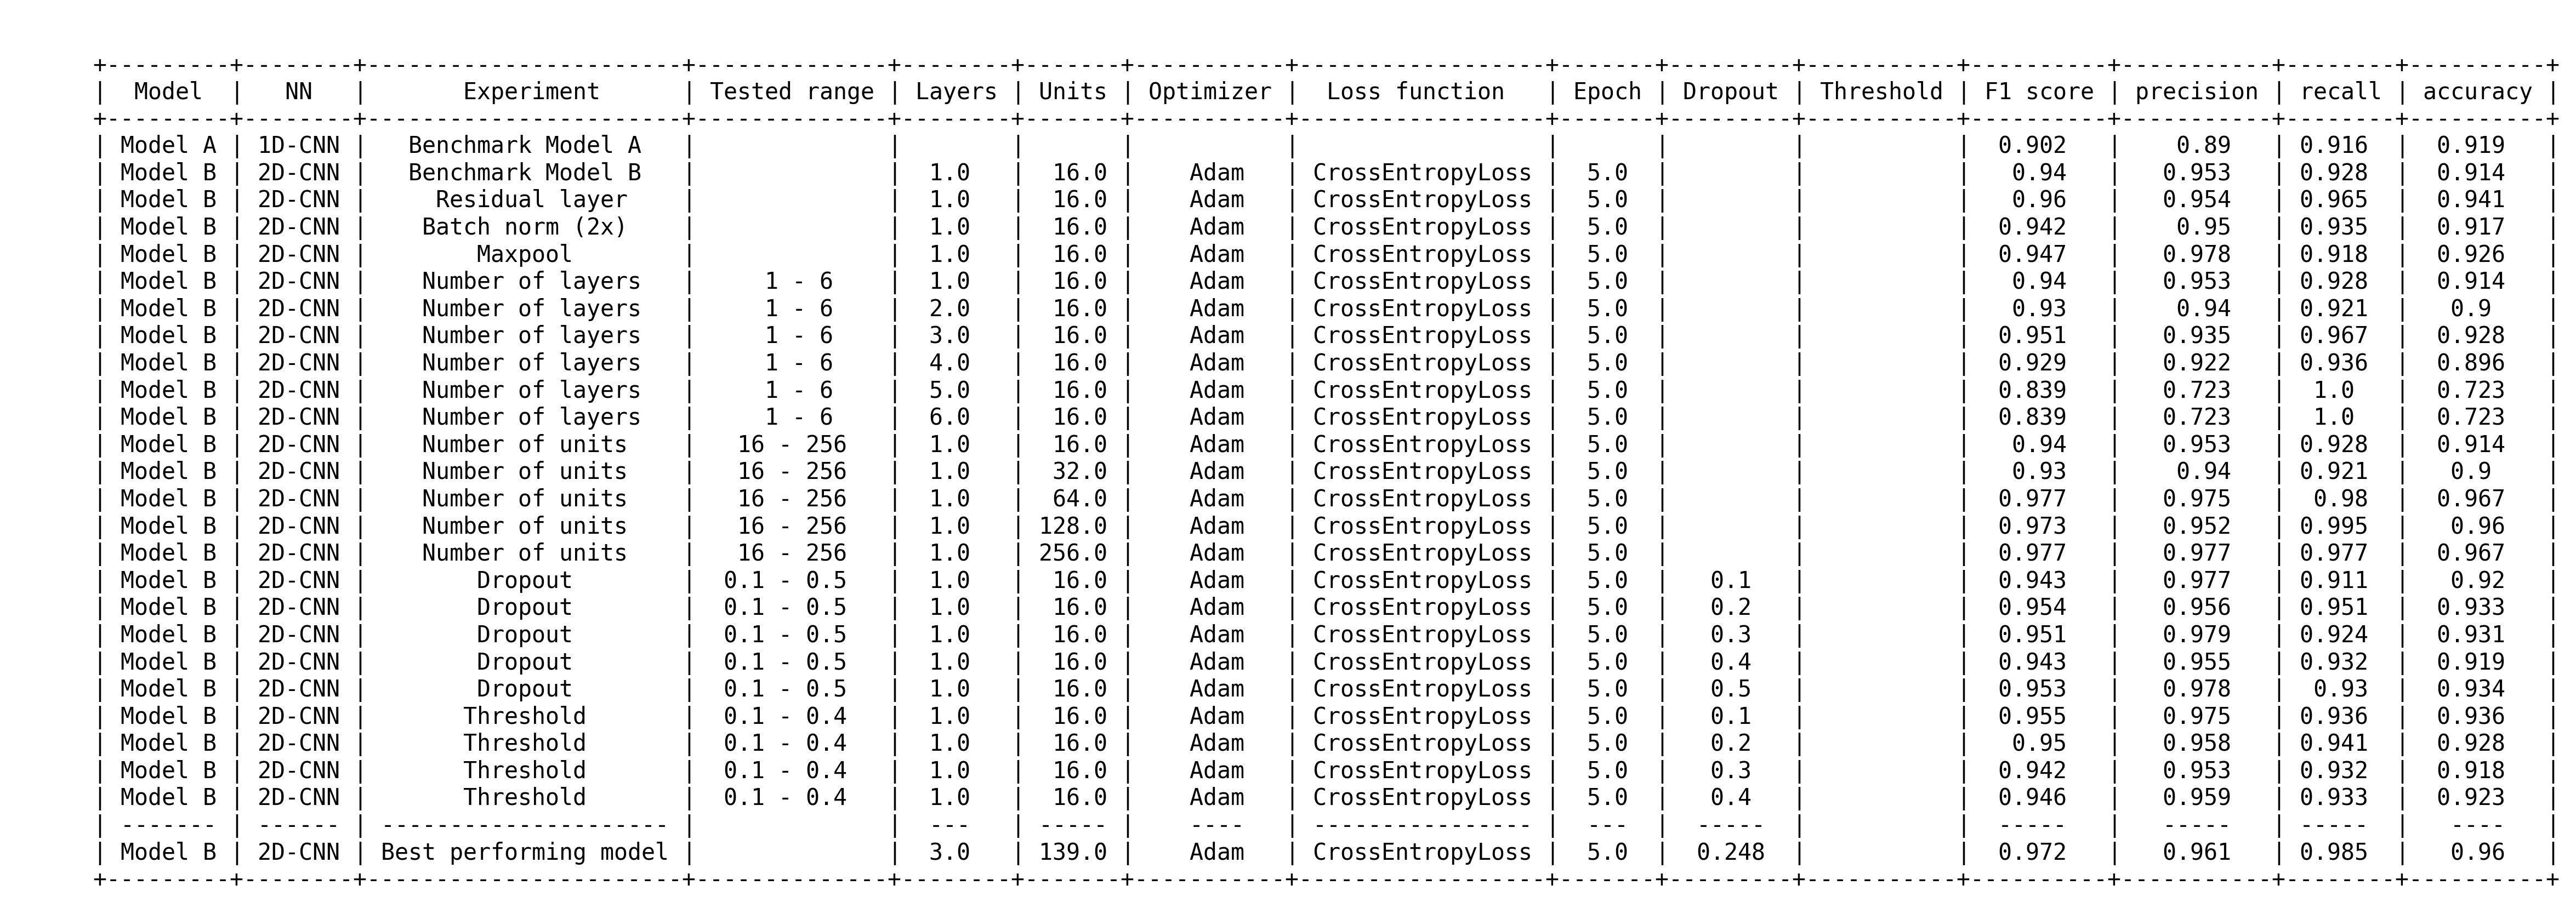 +---------+--------+-----------------------+--------------+--------+-------+-----------+------------------+-------+---------+-----------+----------+-----------+--------+----------+
|  Model  |   NN   |       Experiment      | Tested range | Layers | Units | Optimizer |  Loss function   | Epoch | Dropout | Threshold | F1 score | precision | recall | accuracy |
+---------+--------+-----------------------+--------------+--------+-------+-----------+------------------+-------+---------+-----------+----------+-----------+--------+----------+
| Model A | 1D-CNN |   Benchmark Model A   |              |        |       |           |                  |       |         |           |  0.902   |    0.89   | 0.916  |  0.919   |
| Model B | 2D-CNN |   Benchmark Model B   |              |  1.0   |  16.0 |    Adam   | CrossEntropyLoss |  5.0  |         |           |   0.94   |   0.953   | 0.928  |  0.914   |
| Model B | 2D-CNN |     Residual layer    |              |  1.0   |  16.0 |    Adam   | CrossEntropyLoss |  5.0  |         |           |   0.96   |   0.954   | 0.965  |  0.941   |
| Model B | 2D-CNN |    Batch norm (2x)    |              |  1.0   |  16.0 |    Adam   | CrossEntropyLoss |  5.0  |         |           |  0.942   |    0.95   | 0.935  |  0.917   |
| Model B | 2D-CNN |        Maxpool        |              |  1.0   |  16.0 |    Adam   | CrossEntropyLoss |  5.0  |         |           |  0.947   |   0.978   | 0.918  |  0.926   |
| Model B | 2D-CNN |    Number of layers   |     1 - 6    |  1.0   |  16.0 |    Adam   | CrossEntropyLoss |  5.0  |         |           |   0.94   |   0.953   | 0.928  |  0.914   |
| Model B | 2D-CNN |    Number of layers   |     1 - 6    |  2.0   |  16.0 |    Adam   | CrossEntropyLoss |  5.0  |         |           |   0.93   |    0.94   | 0.921  |   0.9    |
| Model B | 2D-CNN |    Number of layers   |     1 - 6    |  3.0   |  16.0 |    Adam   | CrossEntropyLoss |  5.0  |         |           |  0.951   |   0.935   | 0.967  |  0.928   |
| Model B | 2D-CNN |    Number of layers   |     1 - 6    |  4.0   |  16.0 |    Adam   | CrossEntropyLoss |  5.0  |         |           |  0.929   |   0.922   | 0.936  |  0.896   |
| Model B | 2D-CNN |    Number of layers   |     1 - 6    |  5.0   |  16.0 |    Adam   | CrossEntropyLoss |  5.0  |         |           |  0.839   |   0.723   |  1.0   |  0.723   |
| Model B | 2D-CNN |    Number of layers   |     1 - 6    |  6.0   |  16.0 |    Adam   | CrossEntropyLoss |  5.0  |         |           |  0.839   |   0.723   |  1.0   |  0.723   |
| Model B | 2D-CNN |    Number of units    |   16 - 256   |  1.0   |  16.0 |    Adam   | CrossEntropyLoss |  5.0  |         |           |   0.94   |   0.953   | 0.928  |  0.914   |
| Model B | 2D-CNN |    Number of units    |   16 - 256   |  1.0   |  32.0 |    Adam   | CrossEntropyLoss |  5.0  |         |           |   0.93   |    0.94   | 0.921  |   0.9    |
| Model B | 2D-CNN |    Number of units    |   16 - 256   |  1.0   |  64.0 |    Adam   | CrossEntropyLoss |  5.0  |         |           |  0.977   |   0.975   |  0.98  |  0.967   |
| Model B | 2D-CNN |    Number of units    |   16 - 256   |  1.0   | 128.0 |    Adam   | CrossEntropyLoss |  5.0  |         |           |  0.973   |   0.952   | 0.995  |   0.96   |
| Model B | 2D-CNN |    Number of units    |   16 - 256   |  1.0   | 256.0 |    Adam   | CrossEntropyLoss |  5.0  |         |           |  0.977   |   0.977   | 0.977  |  0.967   |
| Model B | 2D-CNN |        Dropout        |  0.1 - 0.5   |  1.0   |  16.0 |    Adam   | CrossEntropyLoss |  5.0  |   0.1   |           |  0.943   |   0.977   | 0.911  |   0.92   |
| Model B | 2D-CNN |        Dropout        |  0.1 - 0.5   |  1.0   |  16.0 |    Adam   | CrossEntropyLoss |  5.0  |   0.2   |           |  0.954   |   0.956   | 0.951  |  0.933   |
| Model B | 2D-CNN |        Dropout        |  0.1 - 0.5   |  1.0   |  16.0 |    Adam   | CrossEntropyLoss |  5.0  |   0.3   |           |  0.951   |   0.979   | 0.924  |  0.931   |
| Model B | 2D-CNN |        Dropout        |  0.1 - 0.5   |  1.0   |  16.0 |    Adam   | CrossEntropyLoss |  5.0  |   0.4   |           |  0.943   |   0.955   | 0.932  |  0.919   |
| Model B | 2D-CNN |        Dropout        |  0.1 - 0.5   |  1.0   |  16.0 |    Adam   | CrossEntropyLoss |  5.0  |   0.5   |           |  0.953   |   0.978   |  0.93  |  0.934   |
| Model B | 2D-CNN |       Threshold       |  0.1 - 0.4   |  1.0   |  16.0 |    Adam   | CrossEntropyLoss |  5.0  |   0.1   |           |  0.955   |   0.975   | 0.936  |  0.936   |
| Model B | 2D-CNN |       Threshold       |  0.1 - 0.4   |  1.0   |  16.0 |    Adam   | CrossEntropyLoss |  5.0  |   0.2   |           |   0.95   |   0.958   | 0.941  |  0.928   |
| Model B | 2D-CNN |       Threshold       |  0.1 - 0.4   |  1.0   |  16.0 |    Adam   | CrossEntropyLoss |  5.0  |   0.3   |           |  0.942   |   0.953   | 0.932  |  0.918   |
| Model B | 2D-CNN |       Threshold       |  0.1 - 0.4   |  1.0   |  16.0 |    Adam   | CrossEntropyLoss |  5.0  |   0.4   |           |  0.946   |   0.959   | 0.933  |  0.923   |
| ------- | ------ | --------------------- |              |  ---   | ----- |    ----   | ---------------- |  ---  |  -----  |           |  -----   |   -----   | -----  |   ----   |
| Model B | 2D-CNN | Best performing model |              |  3.0   | 139.0 |    Adam   | CrossEntropyLoss |  5.0  |  0.248  |           |  0.972   |   0.961   | 0.985  |   0.96   |
+---------+--------+-----------------------+--------------+--------+-------+-----------+------------------+-------+---------+-----------+----------+-----------+--------+----------+